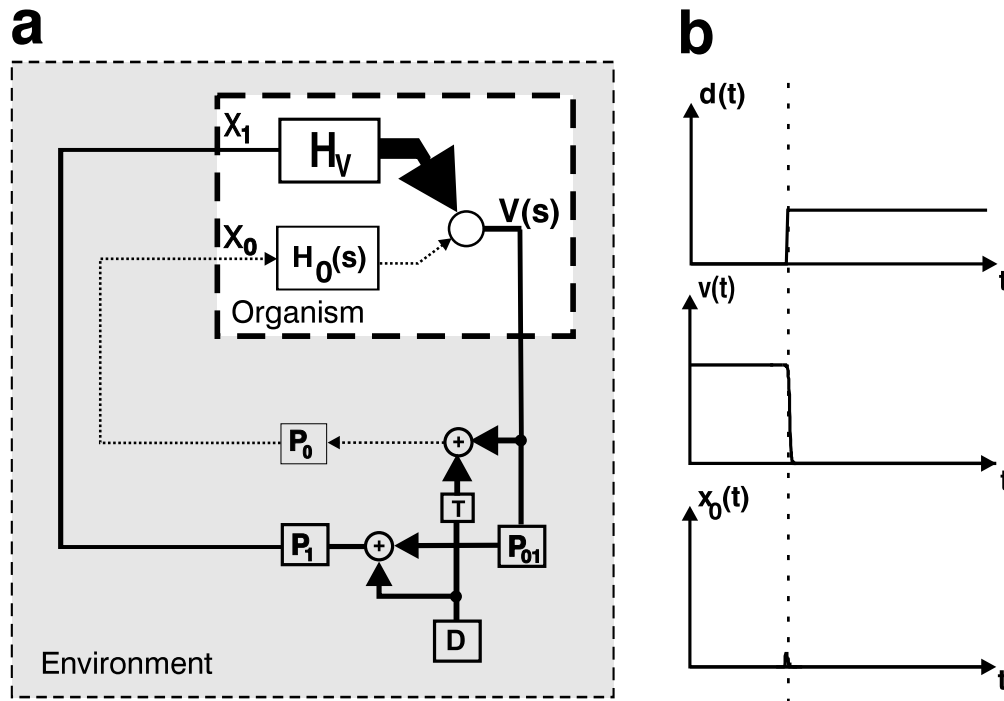 a
X1
HV
V(s)
X0
H0(s)
Organism
P0
+
T
P1
+
P01
D
Environment
b
d(t)
t
v(t)
t
x0(t)
t